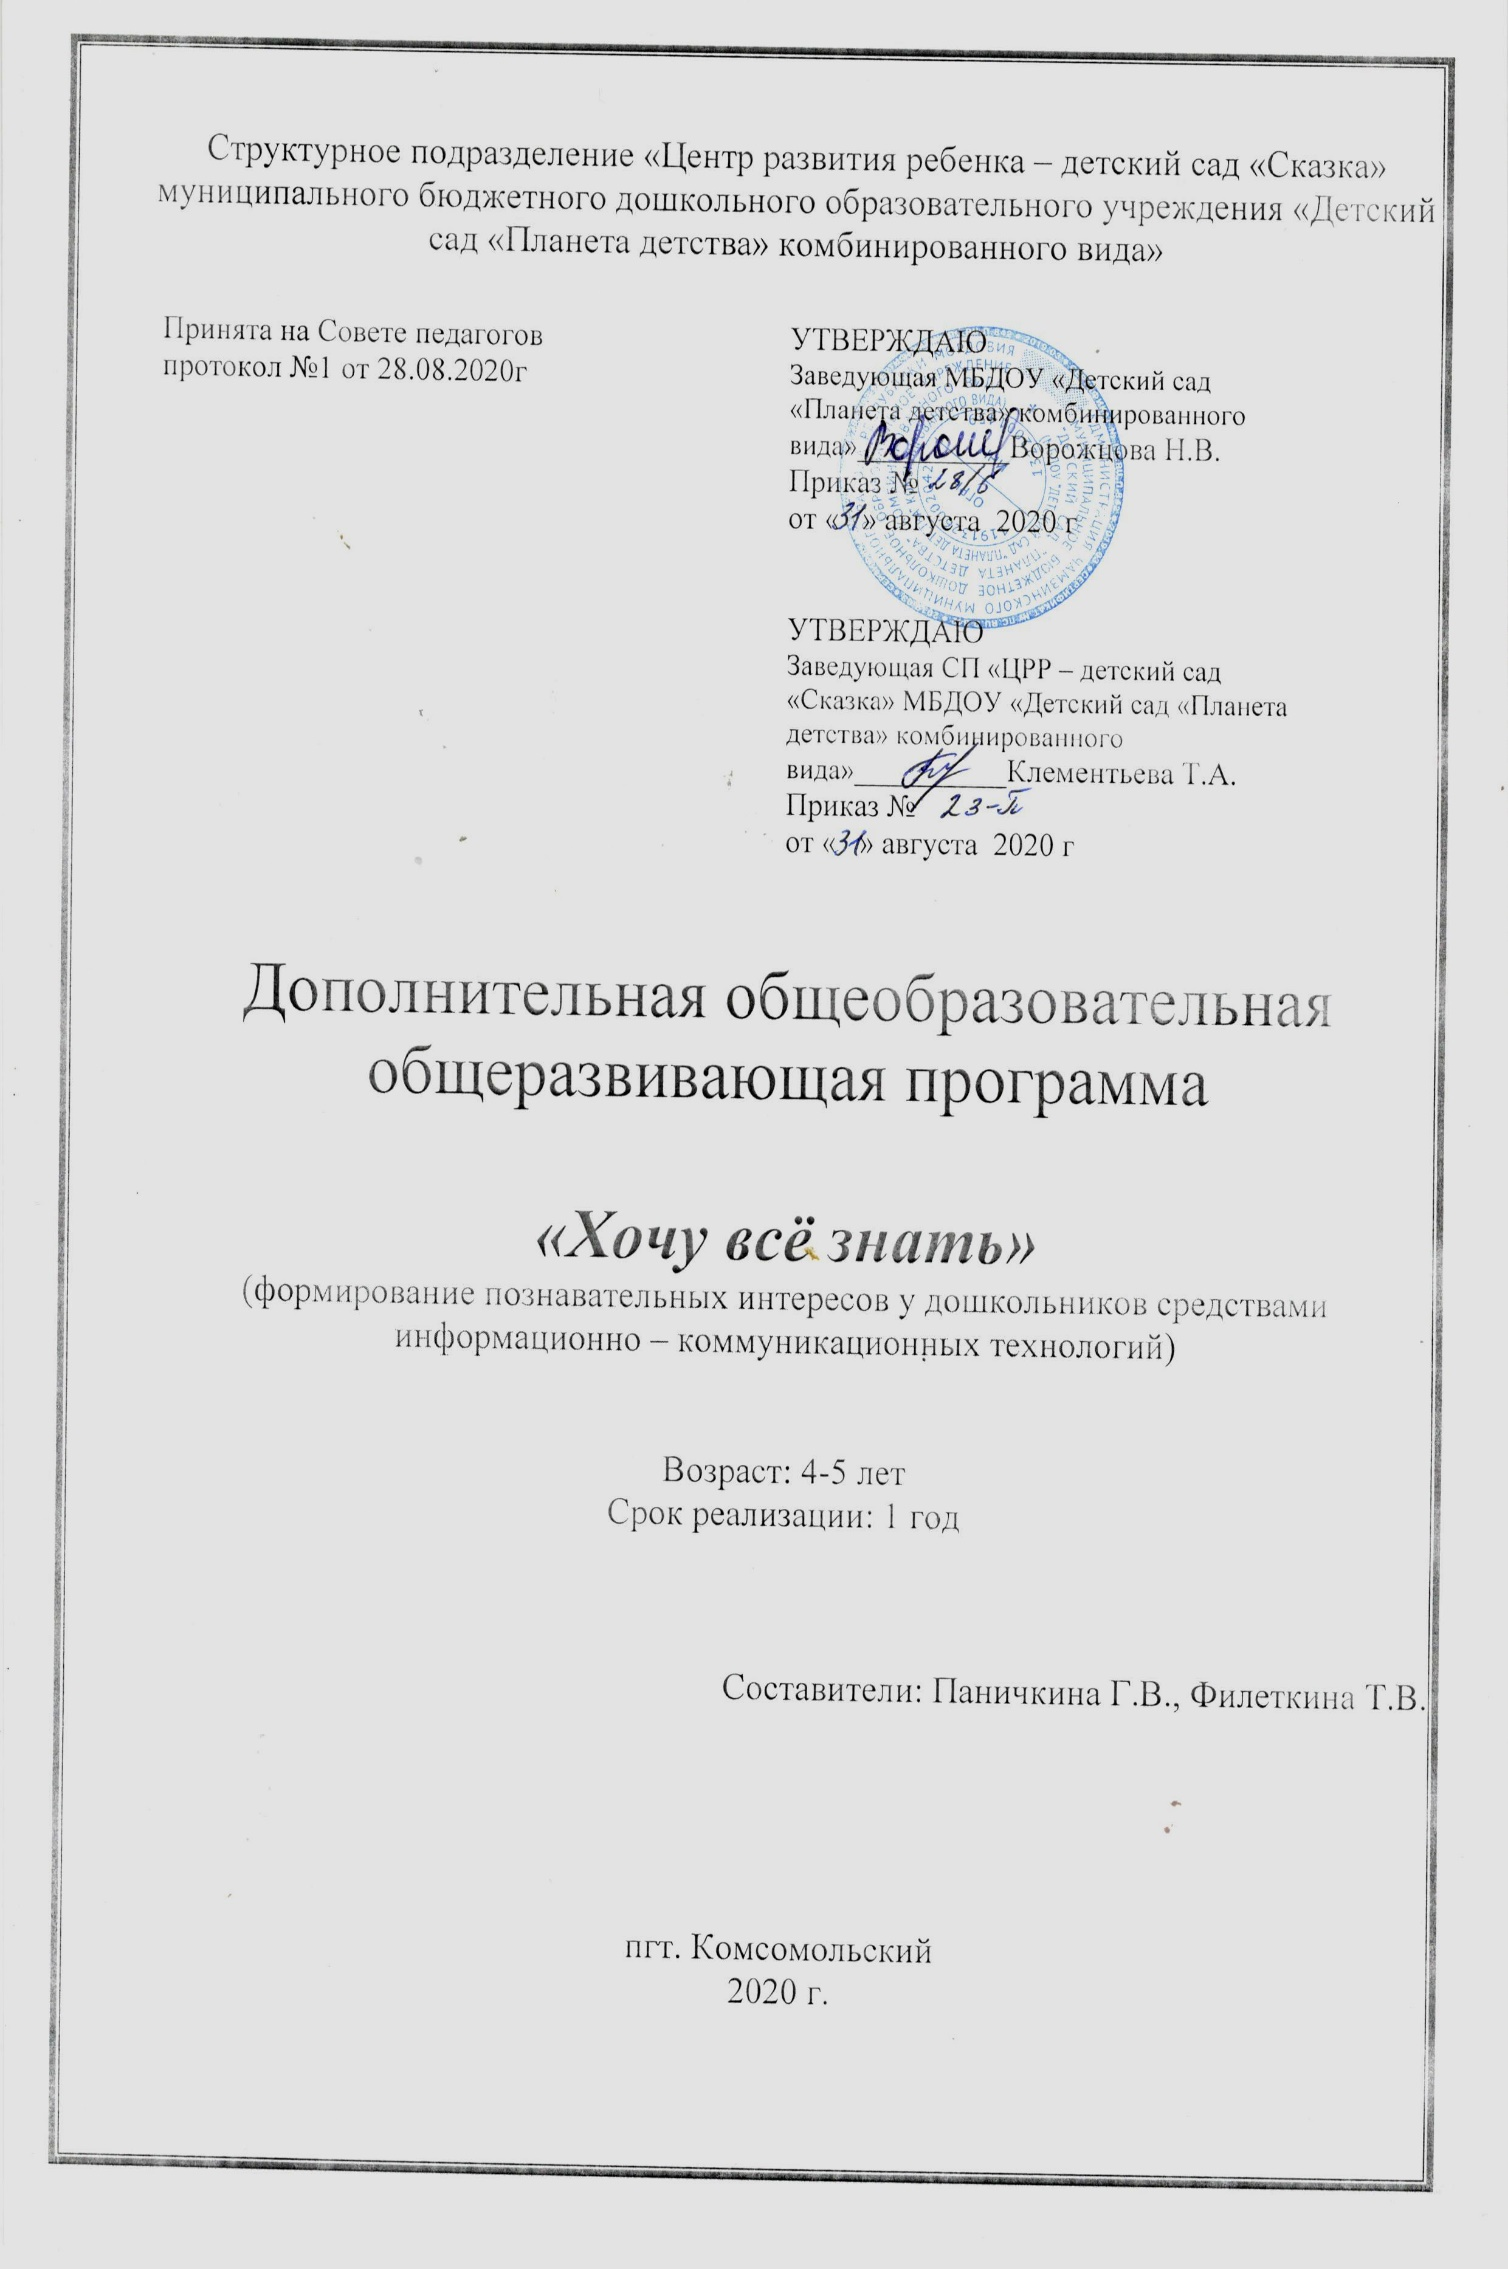 Структурное подразделение «Центр развития ребенка – детский сад «Сказка»
муниципального бюджетного дошкольного образовательного учреждения «Детский
сад «Планета детства» комбинированного вида»
Принята на Совете педагогов
протокол №1 от 28.08.2020г
УТВЕРЖДАЮ
Заведующая МБДОУ «Детский сад
«Планета детства» комбинированного
вида»__________Ворожцова Н.В.
Приказ №
от «31» августа 2020 г
УТВЕРЖДАЮ
Заведующая СП «ЦРР – детский сад
«Сказка» МБДОУ «Детский сад «Планета
детства» комбинированного
вида»__________Клементьева Т.А.
Приказ № 23-П
от «31» августа 2020 г
Дополнительная общеобразовательная
общеразвивающая программа
«Хочу всё знать»
(формирование познавательных интересов у дошкольников средствами
информационно – коммуникационных технологий)
Возраст: 4-5 лет
Срок реализации: 1 год
Составители: Паничкина Г.В., Филеткина Т.В.
пгт. Комсомольский
2020 г.